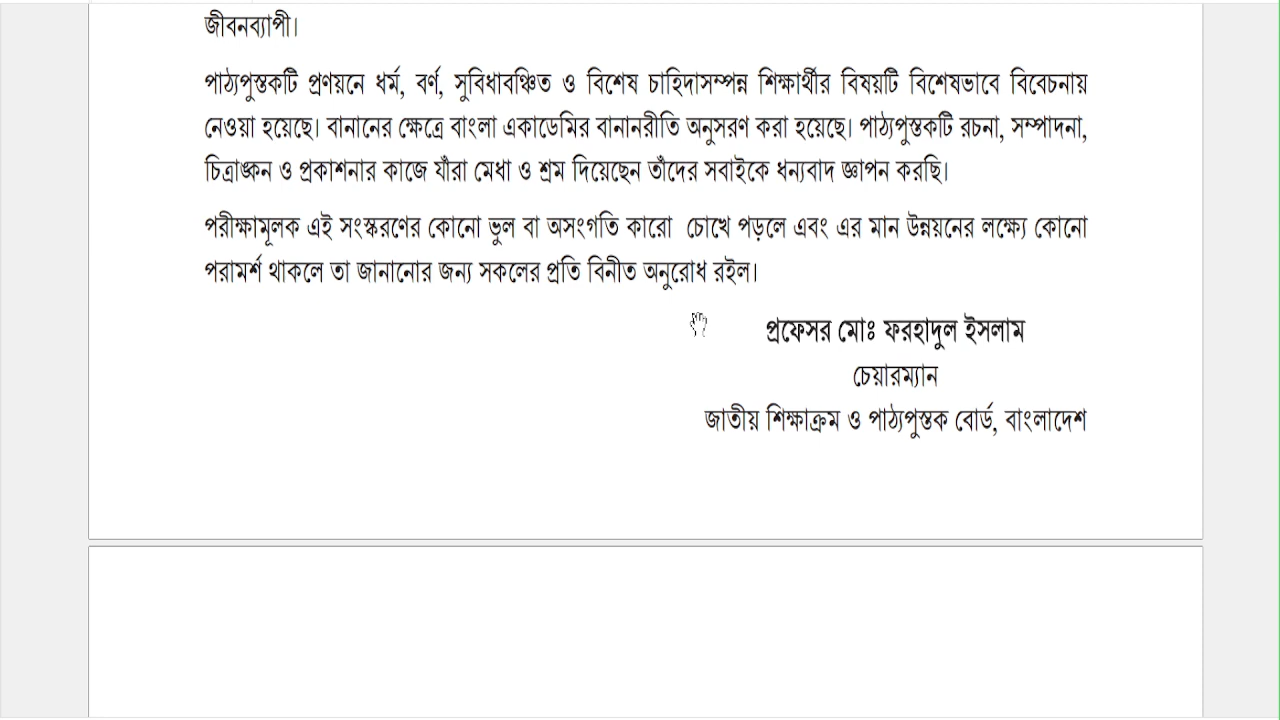 জীবনব্যাপী।
পাঠ্যপুস্তকটি প্রণয়নে ধর্ম, বর্ণ, সুবিধাবঞ্চিত ও বিশেষ চাহিদাসম্পন্ন শিক্ষার্থীর বিষয়টি বিশেষভাবে বিবেচনায়
নেওয়া হয়েছে। বানানের ক্ষেত্রে বাংলা একাডেমির বানানরীতি অনুসরণ করা হয়েছে। পাঠ্যপুস্তকটি রচনা, সম্পাদনা,
চিত্রাঙ্কন ও প্রকাশনার কাজে যাঁরা মেধা ও শ্রম দিয়েছেন তাঁদের সবাইকে ধন্যবাদ জ্ঞাপন করছি।
পরীক্ষামূলক এই সংস্করণের কোনো ভুল বা অসংগতি কারো চোখে পড়লে এবং এর মান উন্নয়নের লক্ষ্যে কোনো
পরামর্শ থাকলে তা জানানোর জন্য সকলের প্রতি বিনীত অনুরোধ রইল।
প্রফেসর মোঃ ফরহাদুল ইসলাম
চেয়ারম্যান
জাতীয় শিক্ষাক্রম ও পাঠ্যপুস্তক বোর্ড, বাংলাদেশ